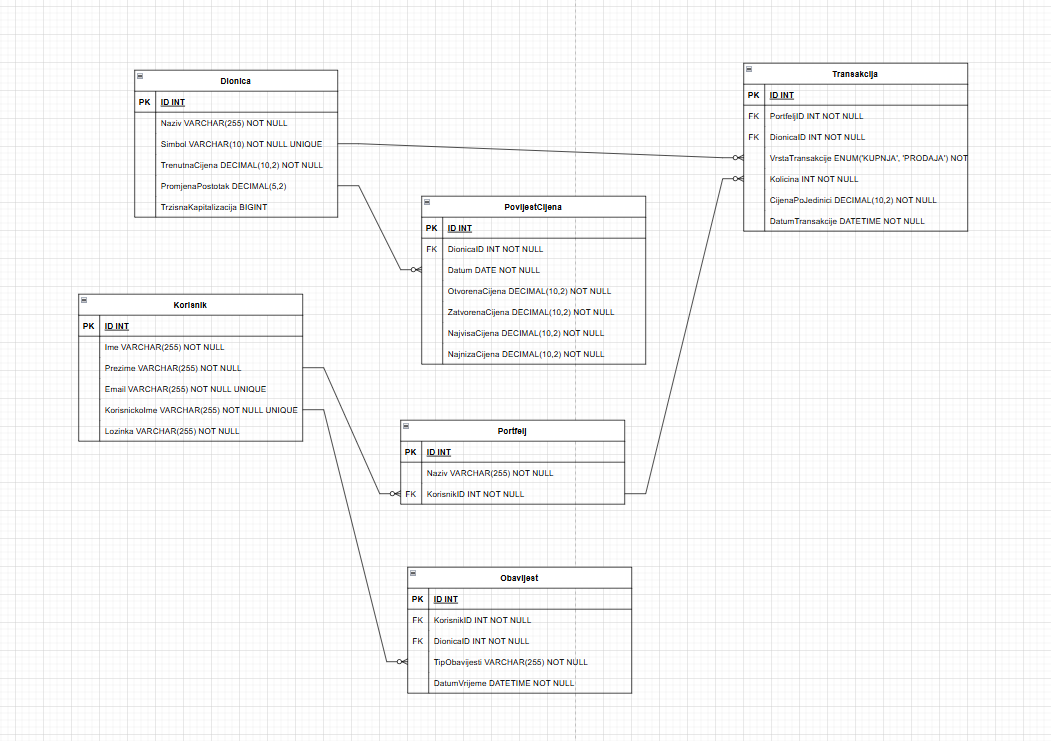 Dionica
PK ID INT
Naziv VARCHAR(255) NOT NULL
Simbol VARCHAR(10) NOT NULL UNIQUE
TrenutnaCijena DECIMAL(10,2) NOT NULL
PromjenaPostotak DECIMAL(5,2)
TrzisnaKapitalizacija BIGINT
Transakcija
PK ID INT
FK PortfeljID INT NOT NULL
FK DionicaID INT NOT NULL
VrstaTransakcije ENUM('KUPNJA', 'PRODAJA') NOT
Kolicina INT NOT NULL
CijenaPoJedinici DECIMAL(10,2) NOT NULL
DatumTransakcije DATETIME NOT NULL
PovijestCijena
PK ID INT
FK DionicaID INT NOT NULL
Datum DATE NOT NULL
OtvorenaCijena DECIMAL(10,2) NOT NULL
ZatvorenaCijena DECIMAL(10,2) NOT NULL
NajvisaCijena DECIMAL(10,2) NOT NULL
NajnizaCijena DECIMAL(10,2) NOT NULL
Korisnik
PK ID INT
Ime VARCHAR(255) NOT NULL
Prezime VARCHAR(255) NOT NULL
Email VARCHAR(255) NOT NULL UNIQUE
KorisnickoIme VARCHAR(255) NOT NULL UNIQUE
Lozinka VARCHAR(255) NOT NULL
Portfelj
PK ID INT
Naziv VARCHAR(255) NOT NULL
FK KorisnikID INT NOT NULL
Obavijest
PK ID INT
FK KorisnikID INT NOT NULL
FK DionicaID INT NOT NULL
TipObavijesti VARCHAR(255) NOT NULL
DatumVrijeme DATETIME NOT NULL